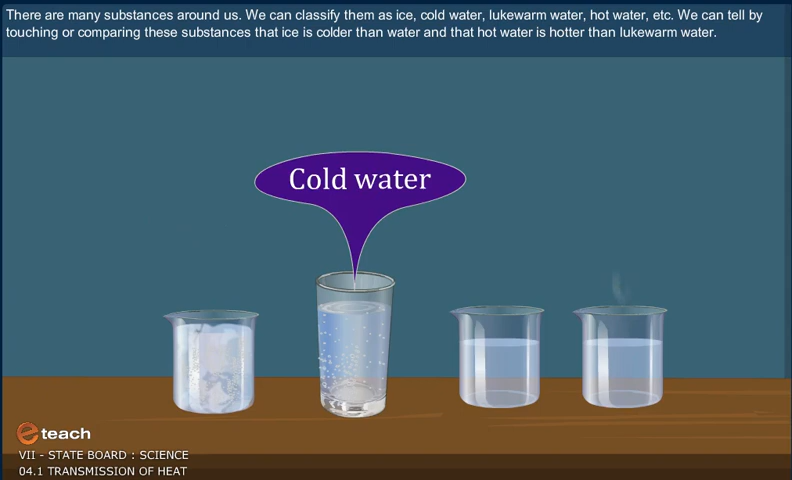 There are many substances around us. We can classify them as ice, cold water, lukewarm water, hot water, etc. We can tell by
touching or comparing these substances that ice is colder than water and that hot water is hotter than lukewarm water.
Cold water
e teach
VII - STATE BOARD : SCIENCE
04.1 TRANSMISSION OF HEAT